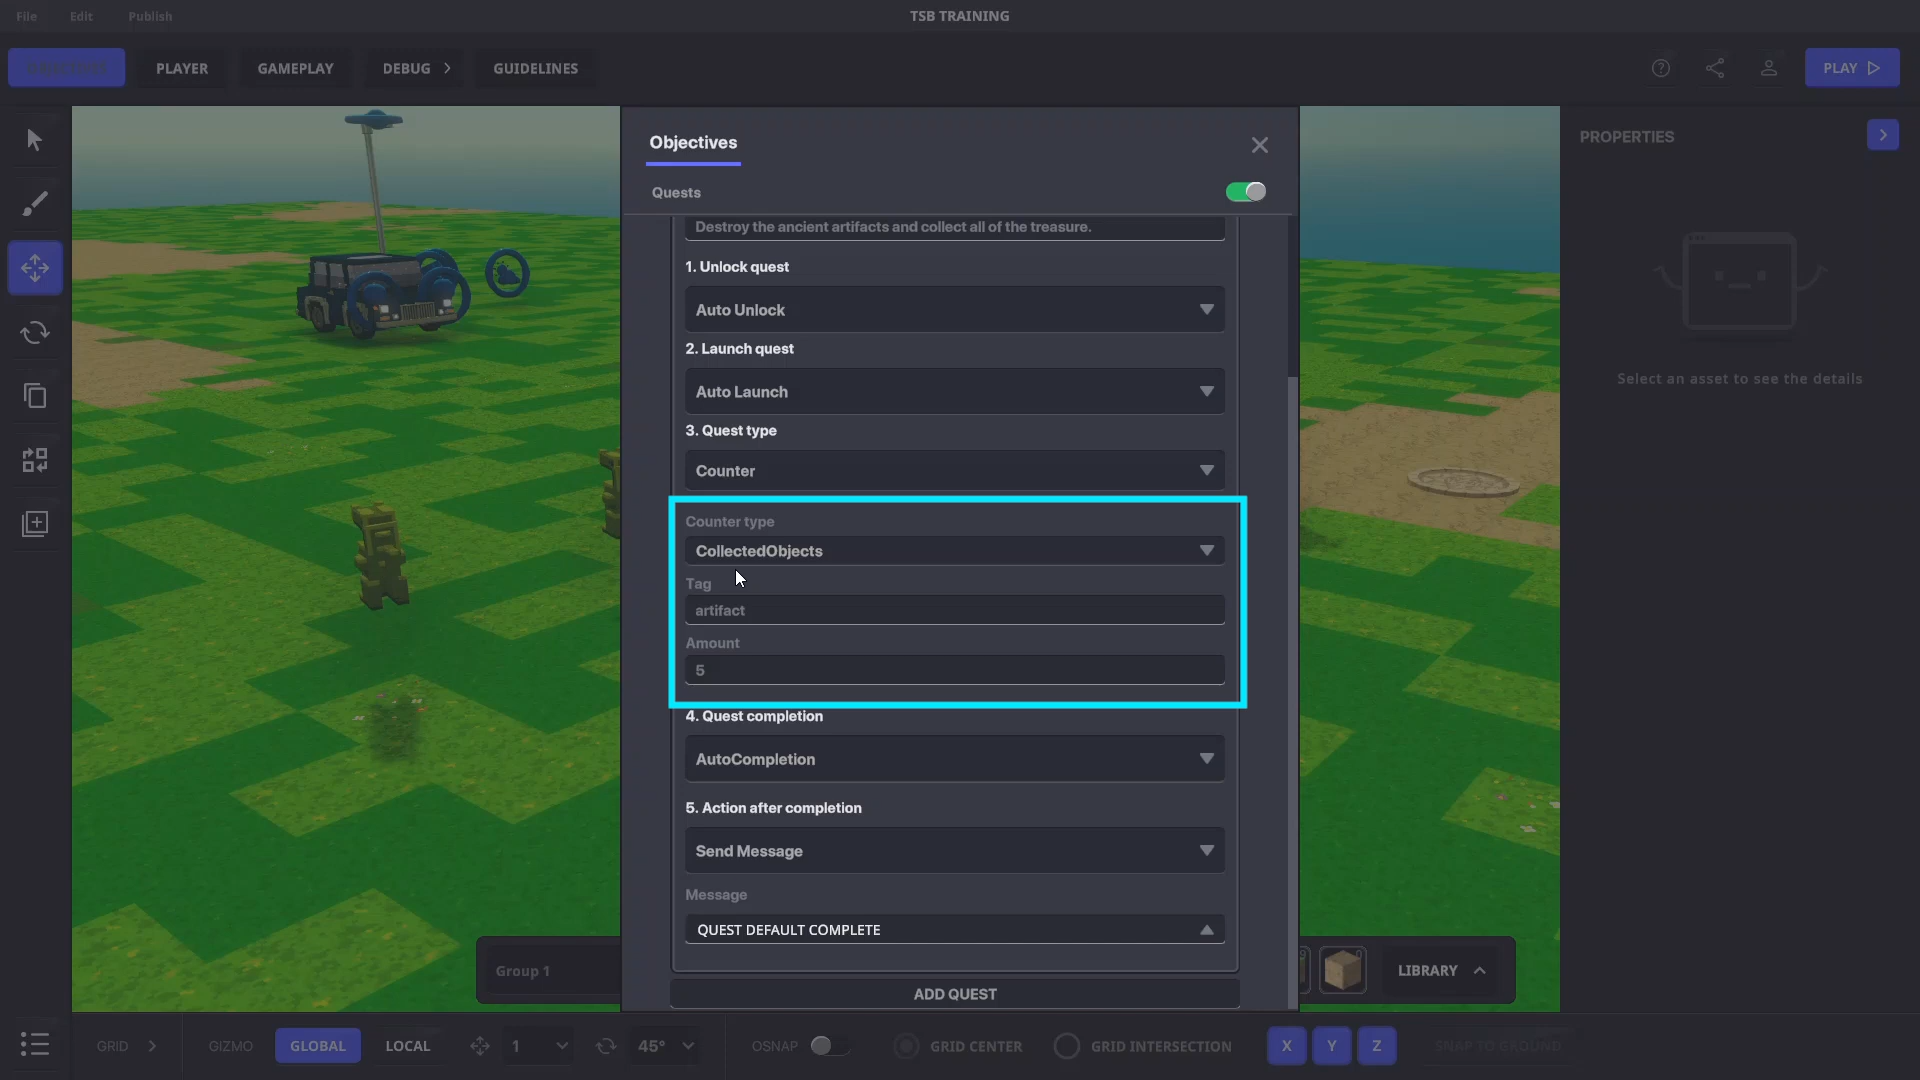 File Edit Publish TSB TRAINING
PLAYER GAMEPLAY DEBUG GUIDELINES PLAY
Objectives
Quests
PROPERTIES
Select an asset to see the details
Destroy the ancient artifacts and collect all of the treasure.
1. Unlock quest
Auto Unlock
2. Launch quest
Auto Launch
3. Quest type
Counter
Counter type
CollectedObjects
Tag
artifact
Amount
5
4. Quest completion
AutoCompletion
5. Action after completion
Send Message
Message
QUEST DEFAULT COMPLETE
ADD QUEST
Group 1
LIBRARY
GRID GIZMO GLOBAL LOCAL 1 45° OSNAP GRID CENTER GRID INTERSECTION X Y Z SNAP TO GROUND